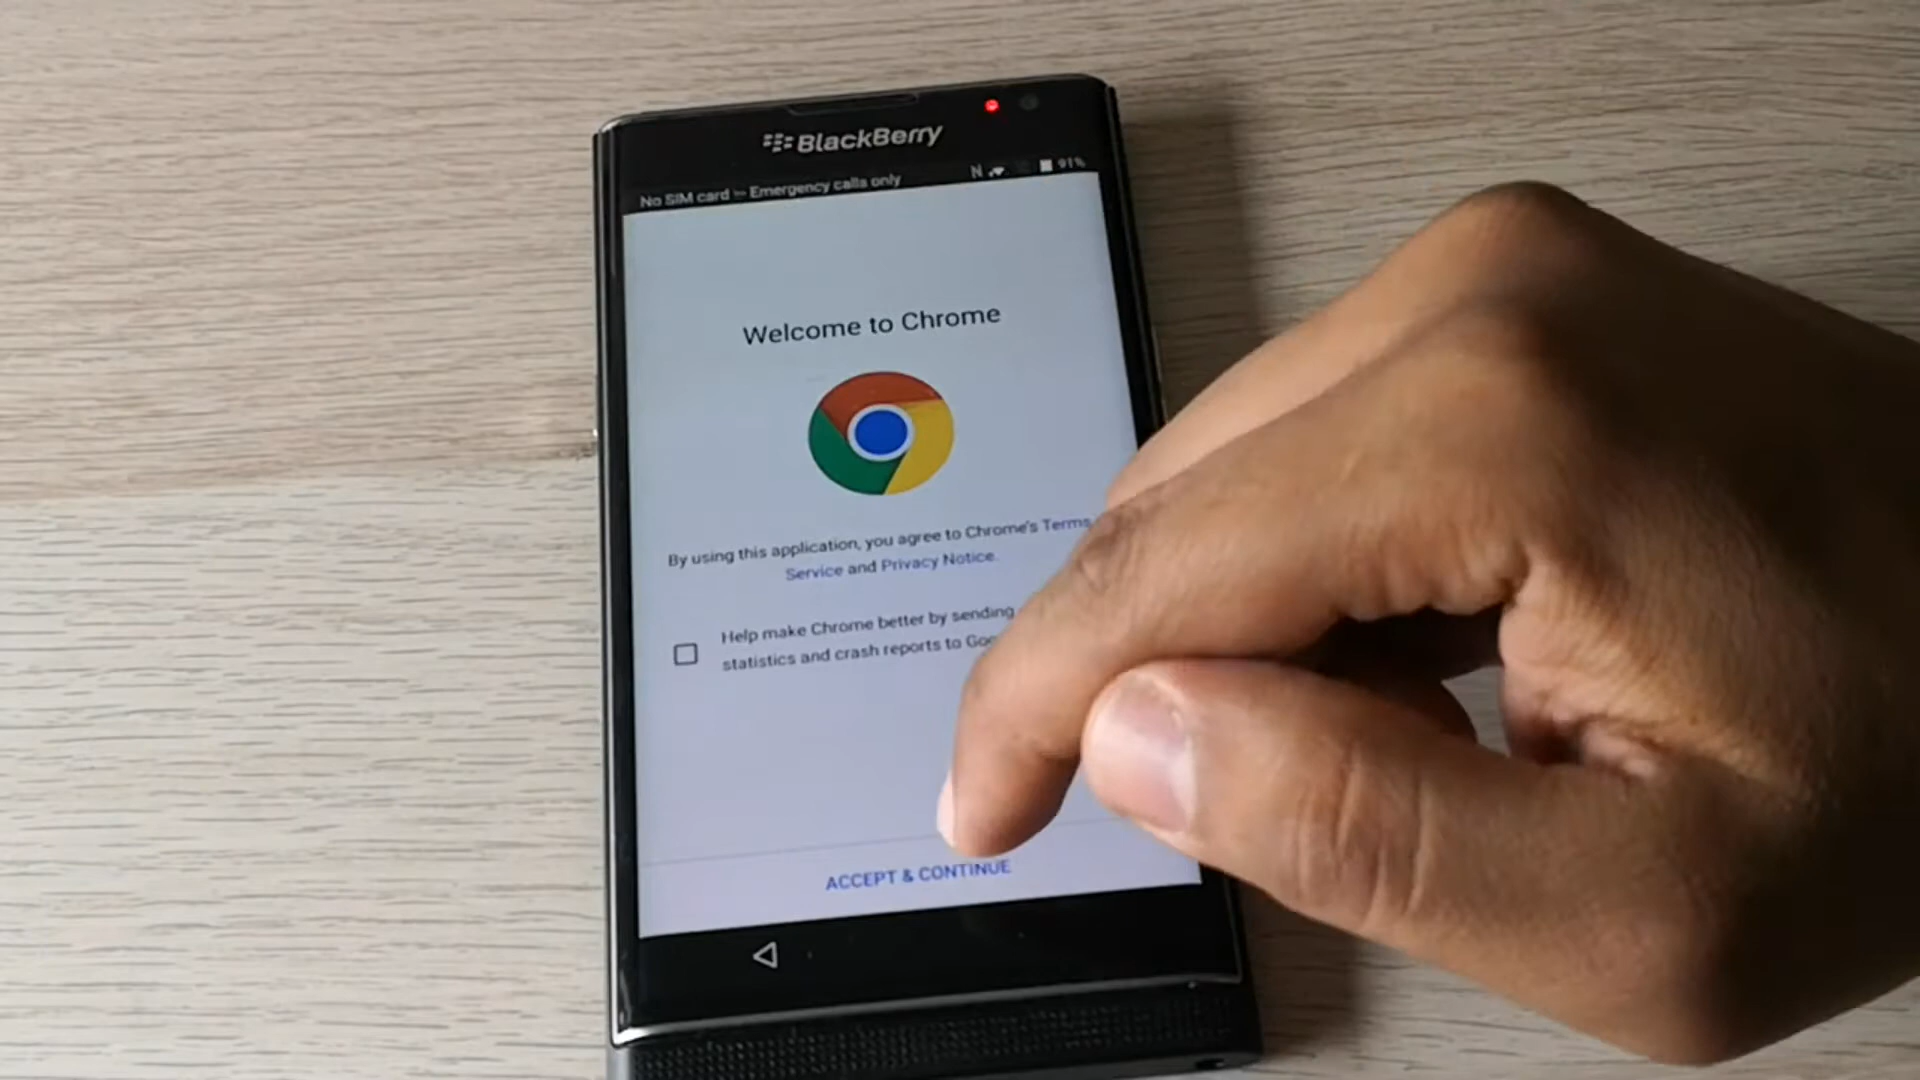 BlackBerry
No SIM card — Emergency calls only N 91%
Welcome to Chrome
By using this application, you agree to Chrome's Terms
Service and Privacy Notice.
Help make Chrome better by sending
statistics and crash reports to
ACCEPT & CONTINUE